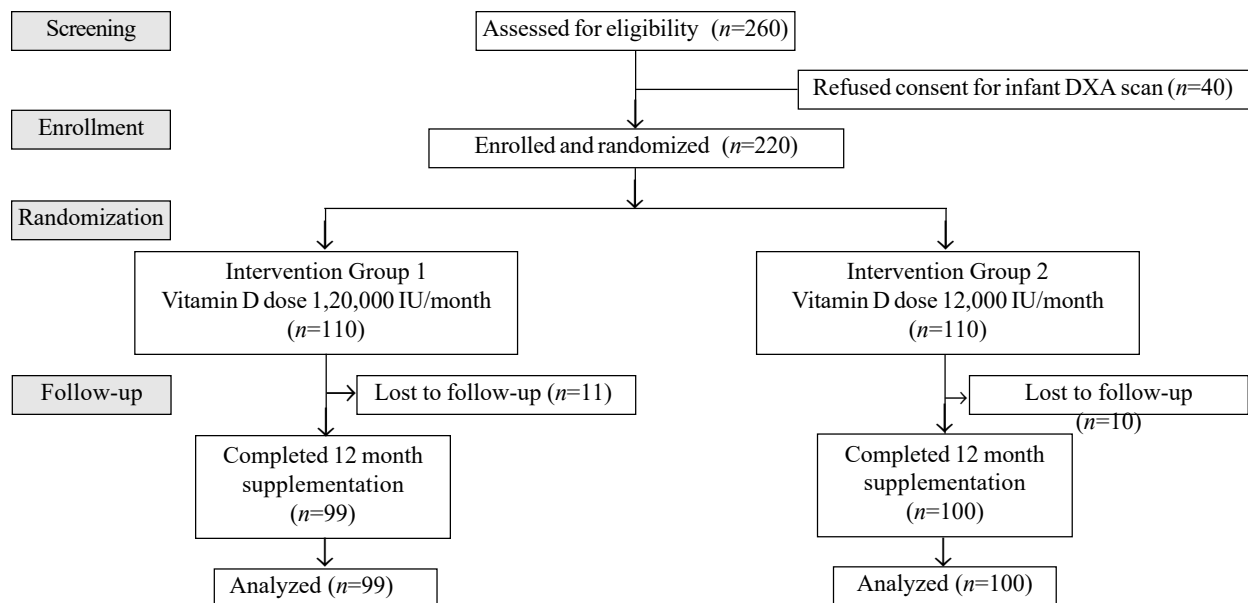 Screening
Assessed for eligibility (n=260)
Refused consent for infant DXA scan (n=40)
Enrollment
Enrolled and randomized (n=220)
Randomization
Intervention Group 1
Vitamin D dose 1,20,000 IU/month
(n=110)
Intervention Group 2
Vitamin D dose 12,000 IU/month
(n=110)
Follow-up
Lost to follow-up (n=11)
Lost to follow-up
(n=10)
Completed 12 month
supplementation
(n=99)
Completed 12 month
supplementation
(n=100)
Analyzed (n=99)
Analyzed (n=100)